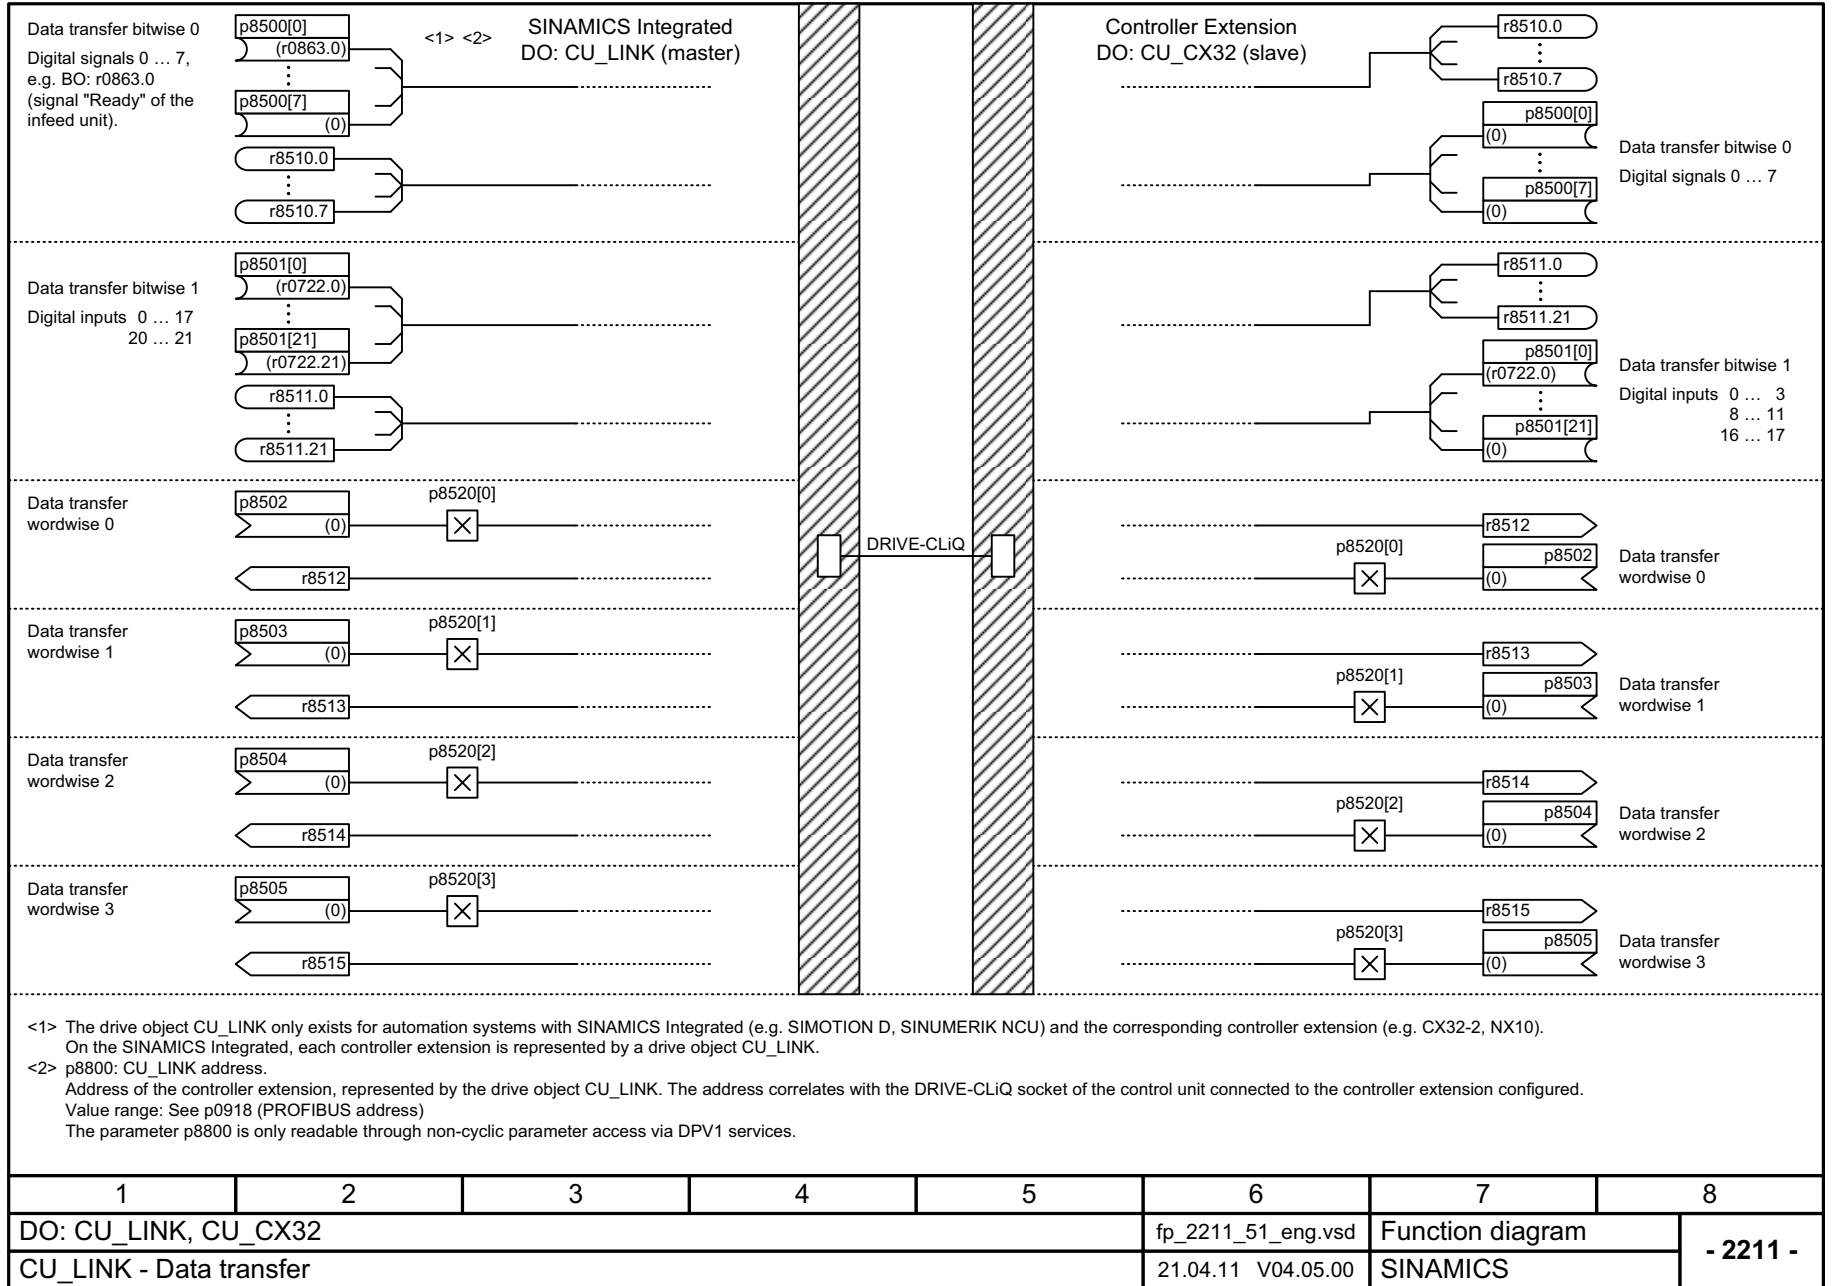 Data transfer bitwise 0
Digital signals 0 … 7,
e.g. BO: r0863.0
(signal "Ready" of the
infeed unit).
p8500[0]
(r0863.0)
p8500[7]
(0)
r8510.0
r8510.7
<1> <2>
SINAMICS Integrated
DO: CU_LINK (master)
Controller Extension
DO: CU_CX32 (slave)
r8510.0
r8510.7
p8500[0]
(0)
p8500[7]
(0)
Data transfer bitwise 0
Digital signals 0 … 7
Data transfer bitwise 1
Digital inputs 0 … 17
20 … 21
p8501[0]
(r0722.0)
p8501[21]
(r0722.21)
r8511.0
r8511.21
r8511.0
r8511.21
p8501[0]
(r0722.0)
p8501[21]
(0)
Data transfer bitwise 1
Digital inputs 0 … 3
8 … 11
16 … 17
Data transfer
wordwise 0
p8502
(0)
p8520[0]
r8512
DRIVE-CLiQ
r8512
p8520[0]
p8502
(0)
Data transfer
wordwise 0
Data transfer
wordwise 1
p8503
(0)
p8520[1]
r8513
r8513
p8520[1]
p8503
(0)
Data transfer
wordwise 1
Data transfer
wordwise 2
p8504
(0)
p8520[2]
r8514
r8514
p8520[2]
p8504
(0)
Data transfer
wordwise 2
Data transfer
wordwise 3
p8505
(0)
p8520[3]
r8515
r8515
p8520[3]
p8505
(0)
Data transfer
wordwise 3
<1> The drive object CU_LINK only exists for automation systems with SINAMICS Integrated (e.g. SIMOTION D, SINUMERIK NCU) and the corresponding controller extension (e.g. CX32-2, NX10).
On the SINAMICS Integrated, each controller extension is represented by a drive object CU_LINK.
<2> p8800: CU_LINK address.
Address of the controller extension, represented by the drive object CU_LINK. The address correlates with the DRIVE-CLiQ socket of the control unit connected to the controller extension configured.
Value range: See p0918 (PROFIBUS address)
The parameter p8800 is only readable through non-cyclic parameter access via DPV1 services.
1 2 3 4 5 6 7 8
DO: CU_LINK, CU_CX32
fp_2211_51_eng.vsd
Function diagram
- 2211 -
CU_LINK - Data transfer
21.04.11 V04.05.00
SINAMICS